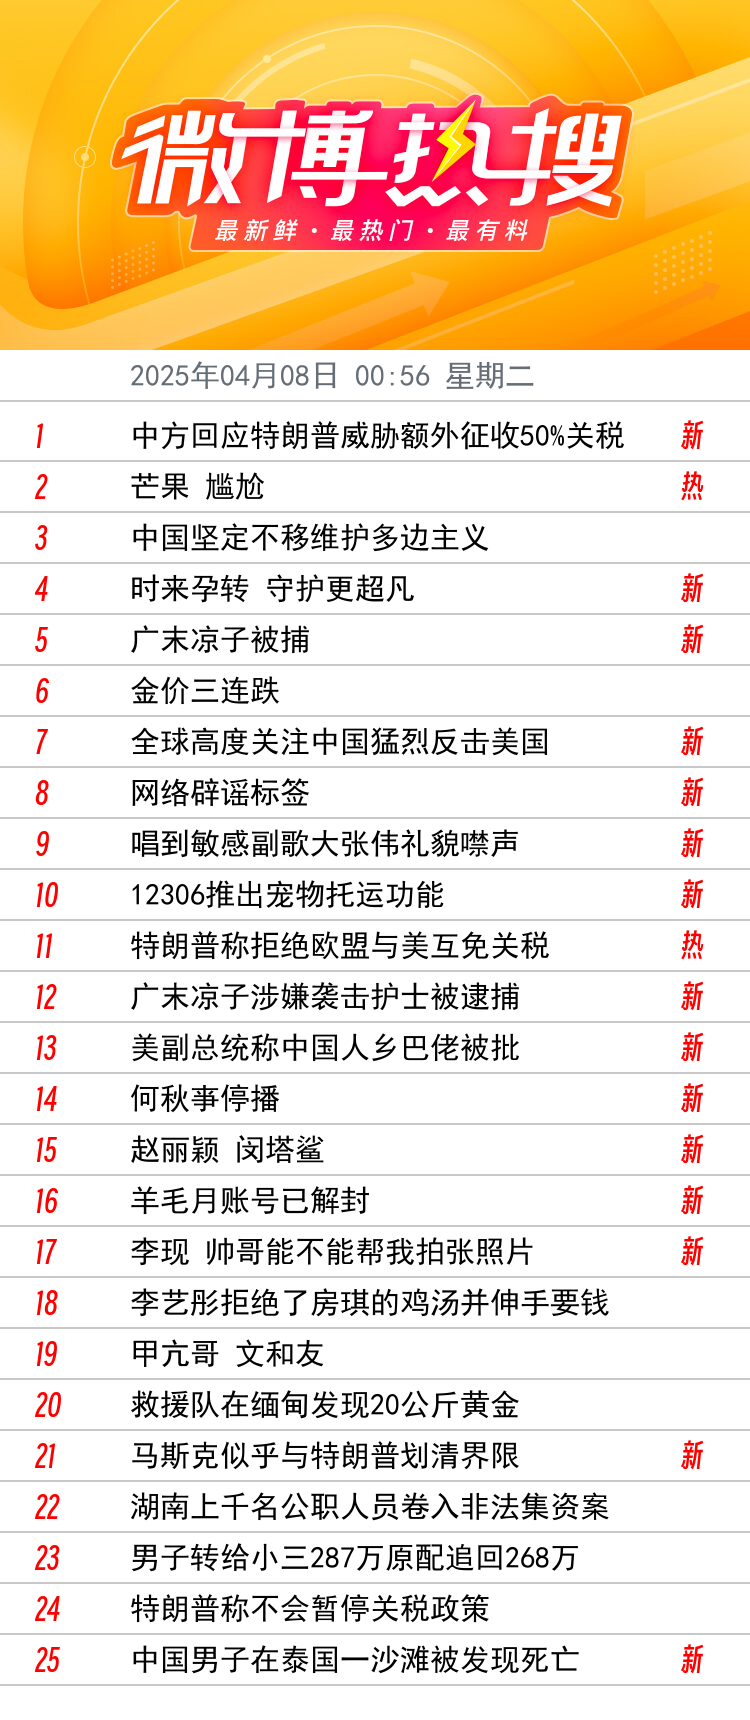 微博热搜
最新鲜·最热门·最有料
2025年04月08日 00:56 星期二
1 中方回应特朗普威胁额外征收50%关税 新
2 芒果 尴尬 热
3 中国坚定不移维护多边主义
4 时来孕转 守护更超凡 新
5 广末凉子被捕 新
6 金价三连跌
7 全球高度关注中国猛烈反击美国 新
8 网络辟谣标签 新
9 唱到敏感副歌大张伟礼貌噤声 新
10 12306推出宠物托运功能 新
11 特朗普称拒绝欧盟与美互免关税 热
12 广末凉子涉嫌袭击护士被逮捕 新
13 美副总统称中国人乡巴佬被批 新
14 何秋亊停播 新
15 赵丽颖 闵塔鲨 新
16 羊毛月账号已解封 新
17 李现 帅哥能不能帮我拍张照片 新
18 李艺彤拒绝了房琪的鸡汤并伸手要钱
19 甲亢哥 文和友
20 救援队在缅甸发现20公斤黄金
21 马斯克似乎与特朗普划清界限 新
22 湖南上千名公职人员卷入非法集资案
23 男子转给小三287万原配追回268万
24 特朗普称不会暂停关税政策
25 中国男子在泰国一沙滩被发现死亡 新